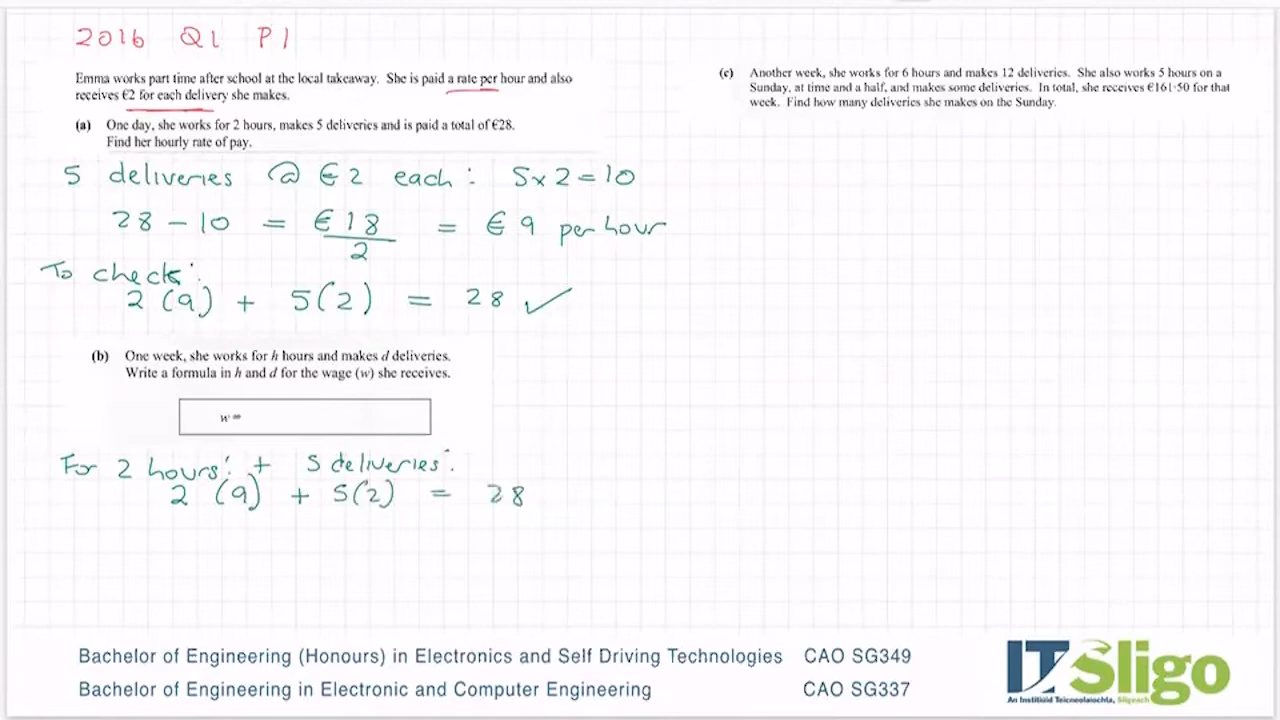 2016 Q1 P1
Emma works part time after school at the local takeaway. She is paid a rate per hour and also
receives €2 for each delivery she makes.
(a) One day, she works for 2 hours, makes 5 deliveries and is paid a total of €28.
Find her hourly rate of pay.
5 deliveries @ €2 each: 5 x 2 = 10
28 - 10 = €18/2 = €9 per hour
To check:
2 (9) + 5(2) = 28 ✓
(b) One week, she works for h hours and makes d deliveries.
Write a formula in h and d for the wage (w) she receives.
w =
For 2 hours: + 5 deliveries:
2 (9) + 5(2) = 28
(c) Another week, she works for 6 hours and makes 12 deliveries. She also works 5 hours on a
Sunday, at time and a half, and makes some deliveries. In total, she receives €161·50 for that
week. Find how many deliveries she makes on the Sunday.
Bachelor of Engineering (Honours) in Electronics and Self Driving Technologies CAO SG349
Bachelor of Engineering in Electronic and Computer Engineering CAO SG337
IT Sligo
An Institiúid Teicneolaíochta, Sligeach